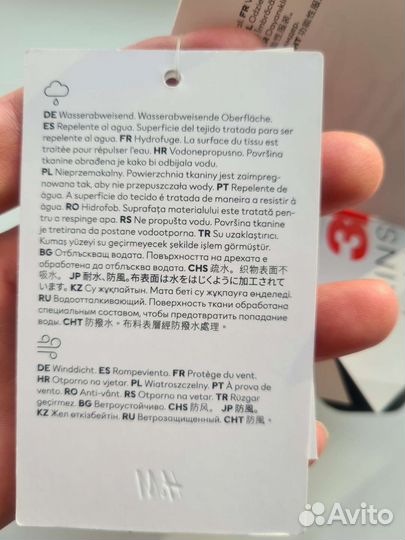 DE Wasserabweisend. Wasserabweisende Oberfläche.
ES Repelente al agua. Superficie del tejido tratada para ser
repelente al agua. FR Hydrofuge. La surface du tissu est
traitée pour répulser l'eau. HR Vodonepropusno. Površina
tkanine obrađena je kako bi odbijala vodu.
PL Nieprzemakalny. Powierzchnia tkaniny jest zaimpreg-
nowana tak, aby nie przepuszczała wody. PT Repelente de
água. A superfície do tecido é tratada de maneira a resistir à
água. RO Hidrofob. Suprafața materialului este tratată pen-
tru a respinge apa. RS Ne propušta vodu. Površina tkanine
je tretirana da postane vodootporna. TR Su uzaklaştırıcı.
Kumaş yüzeyi su geçirmeyecek şekilde işlem görmüştür.
BG Отблъскващ водата. Повърхността на дрехата е
обработена да отблъсква водата. CHS 疏水。织物表面不
吸水。 JP 耐水、防風。布表面は水をはじくように加工されて
います。 KZ Су жұқпайтын. Мата беті су жұқпауға өңделеді.
RU Водоотталкивающий. Поверхность ткани обработана
специальным составом, чтобы предотвратить попадание
воды. CHT 防撥水。布料表層經防撥水處理。
DE Winddicht. ES Rompeviento. FR Protège du vent.
HR Otporno na vjetar. PL Wiatroszczelny. PT À prova de
vento. RO Anti-vânt. RS Otporno na vetar. TR Rüzgar
geçirmez. BG Ветроустойчиво. CHS 防风。 JP 防風。
KZ Жел өткізбейтін. RU Ветрозащищенный. CHT 防風。
H&M
Avito